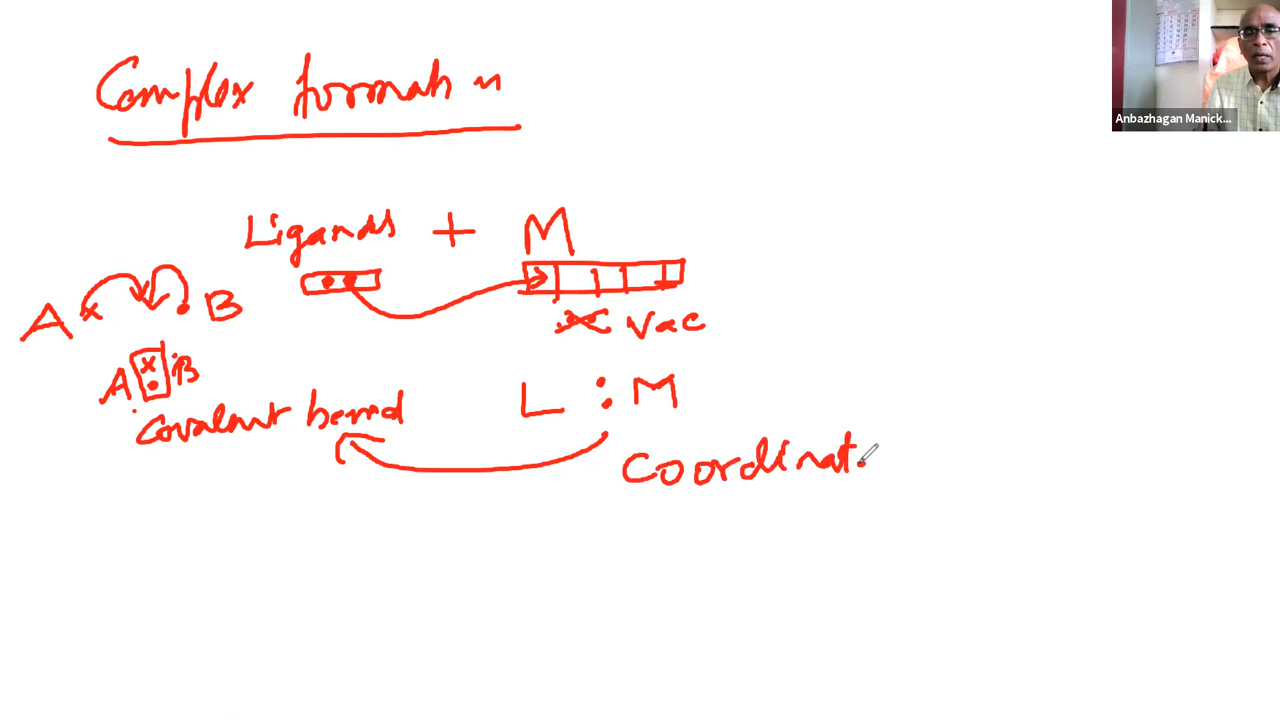 Complex formation
Ligands + M
A × . B
Vac
A × . B
L : M
Covalent bond
Coordinat
Anbazhagan Manick...